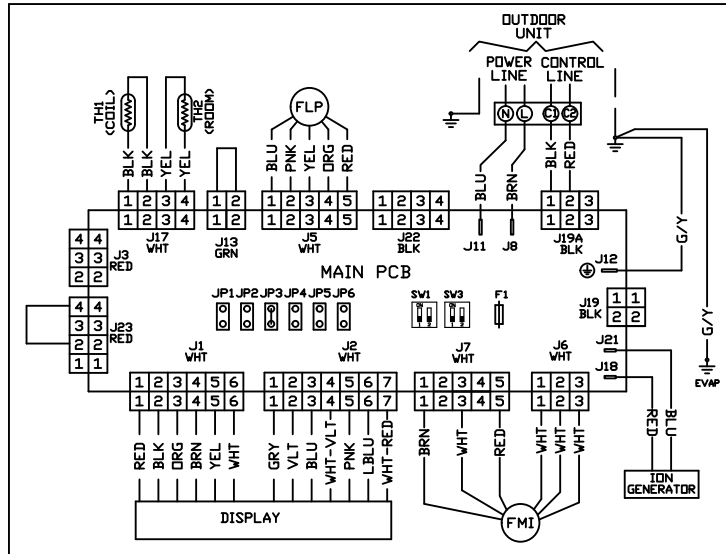 OUTDOOR
UNIT
POWER CONTROL
LINE LINE
TH1
(COIL)
TH2
(ROOM)
FLP
N L C1 C2
BLK BLK YEL YEL
BLU PNK YEL ORG RED
BLU BRN
BLK RED
G/Y
1 2 3 4
1 2 3 4
J17
WHT
1 2
1 2
J13
GRN
1 2 3 4 5
1 2 3 4 5
J5
WHT
1 2 3 4
1 2 3 4
J22
BLK
J11 J8
1 2 3
1 2 3
J19A
BLK
4 4
3 3
2 2
J3
RED
MAIN PCB
J12
JP1 JP2 JP3 JP4 JP5 JP6
SW1 SW3 F1
ON ON
1 2 1 2
J19
BLK
1 1
2 2
G/Y
EVAP
4 4
3 3
2 2
1 1
J23
RED
J21
J18
J1
WHT
1 2 3 4 5 6
1 2 3 4 5 6
J2
WHT
1 2 3 4 5 6 7
1 2 3 4 5 6 7
J7
WHT
1 2 3 4 5
1 2 3 4 5
J6
WHT
1 2 3
1 2 3
RED BLK ORG BRN YEL WHT
GRY VLT BLU WHT-VLT PNK LBLU WHT-RED
BRN WHT RED
WHT WHT WHT
RED BLU
DISPLAY
FMI
ION
GENERATOR